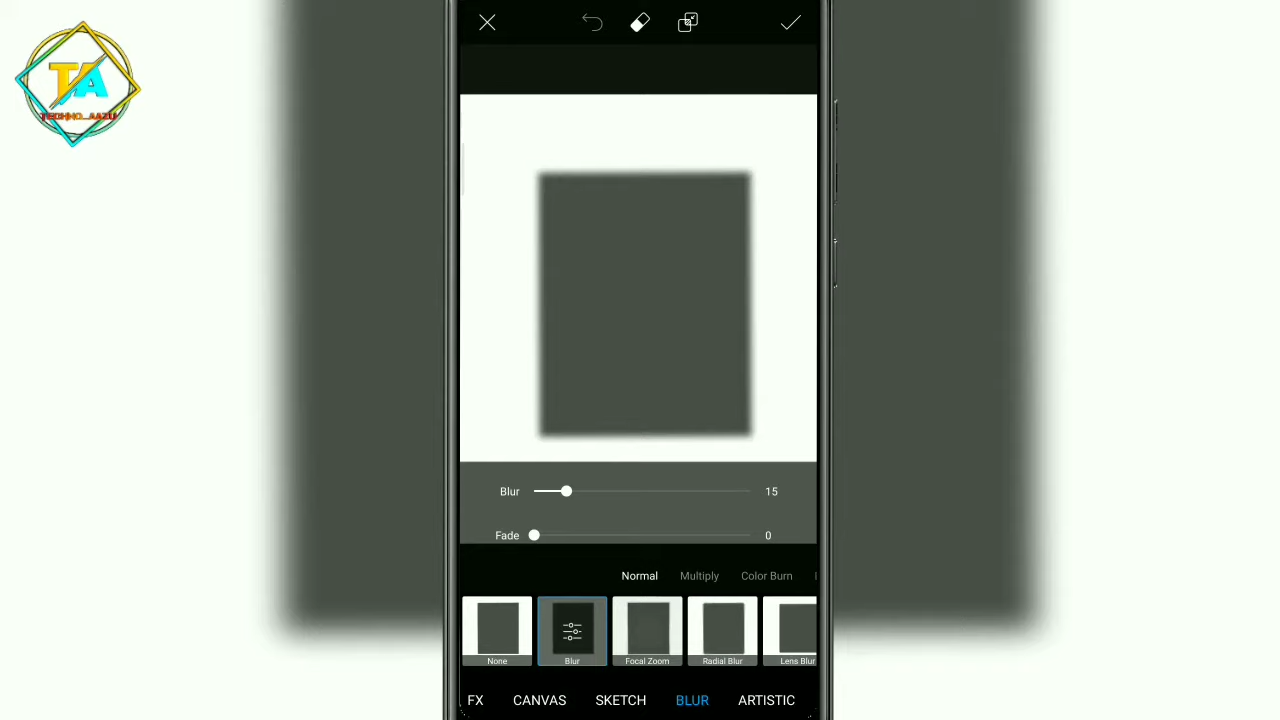 TA
TECHNO_AAZU
Blur 15
Fade 0
Normal Multiply Color Burn
None Blur Focal Zoom Radial Blur Lens Blur
FX CANVAS SKETCH BLUR ARTISTIC